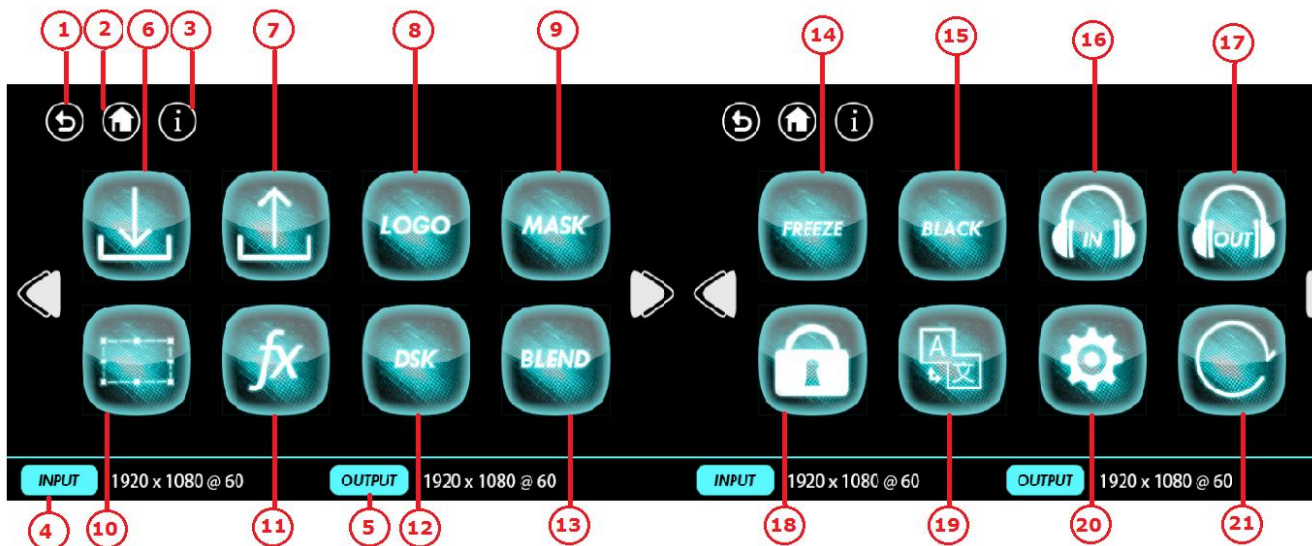 1 2 6 3 7 8 9 14 15 16 17
i i
LOGO MASK FREEZE BLACK IN OUT
fx DSK BLEND A 文
INPUT 1920 x 1080 @ 60 OUTPUT 1920 x 1080 @ 60 INPUT 1920 x 1080 @ 60 OUTPUT 1920 x 1080 @ 60
4 10 11 5 12 13 18 19 20 21